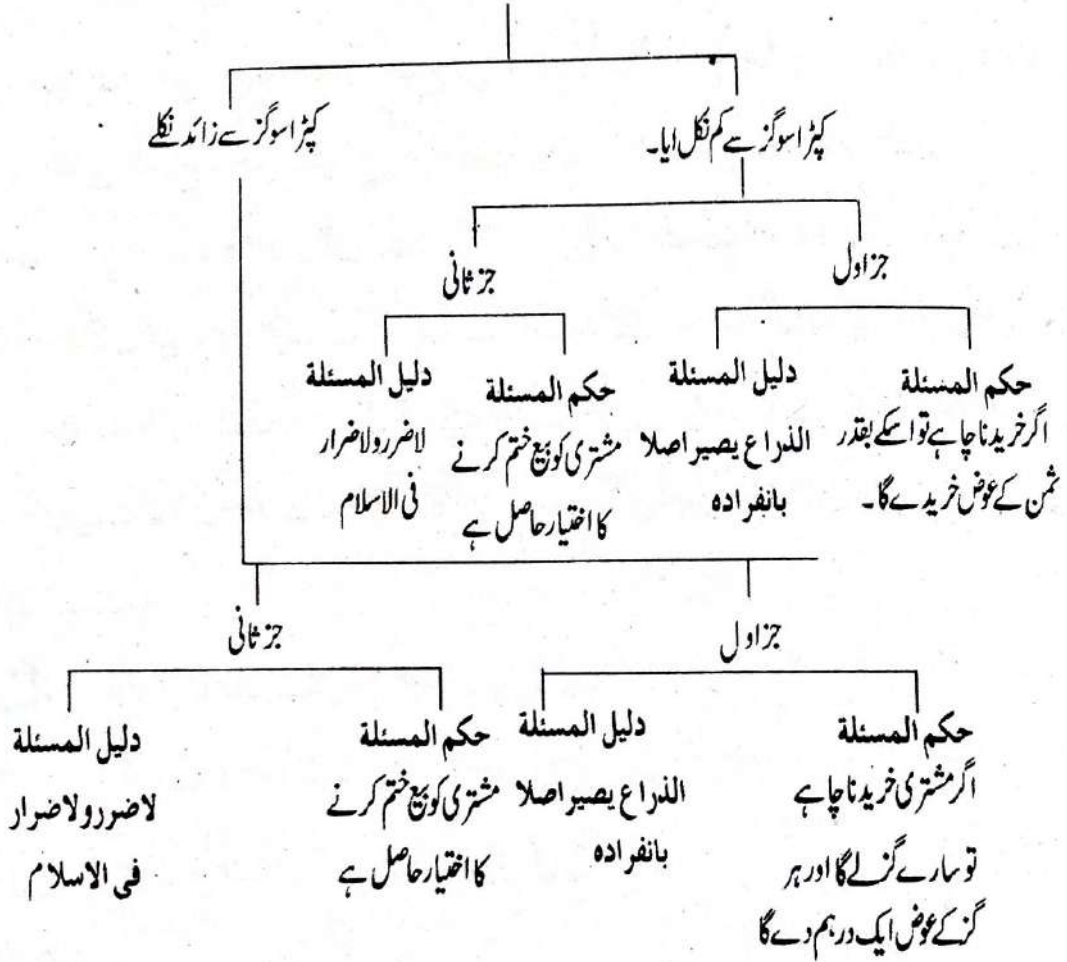 کپڑا سو گز سے کم نکل ایا۔
کپڑا سو گز سے زائد نکلے
جز اول
جز ثانی
حکم المسئلة
اگر خریدنا چاہے تو اسکے بقدر
ثمن کے عوض خریدے گا۔
دلیل المسئلة
الذراع یصیر اصلا
بانفرادہ
حکم المسئلة
مشتری کو بیع ختم کرنے
کا اختیار حاصل ہے
دلیل المسئلة
لاضرر ولاضرار
فی الاسلام
جز اول
جز ثانی
حکم المسئلة
اگر مشتری خریدنا چاہے
تو سارے گز لے گا اور ہر
گز کے عوض ایک درہم دے گا
دلیل المسئلة
الذراع یصیر اصلا
بانفرادہ
حکم المسئلة
مشتری کو بیع ختم کرنے
کا اختیار حاصل ہے
دلیل المسئلة
لاضرر ولاضرار
فی الاسلام